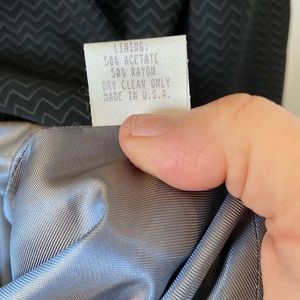 LINING:
50% ACETATE
50% RAYON
DRY CLEAN ONLY
MADE IN U.S.A.